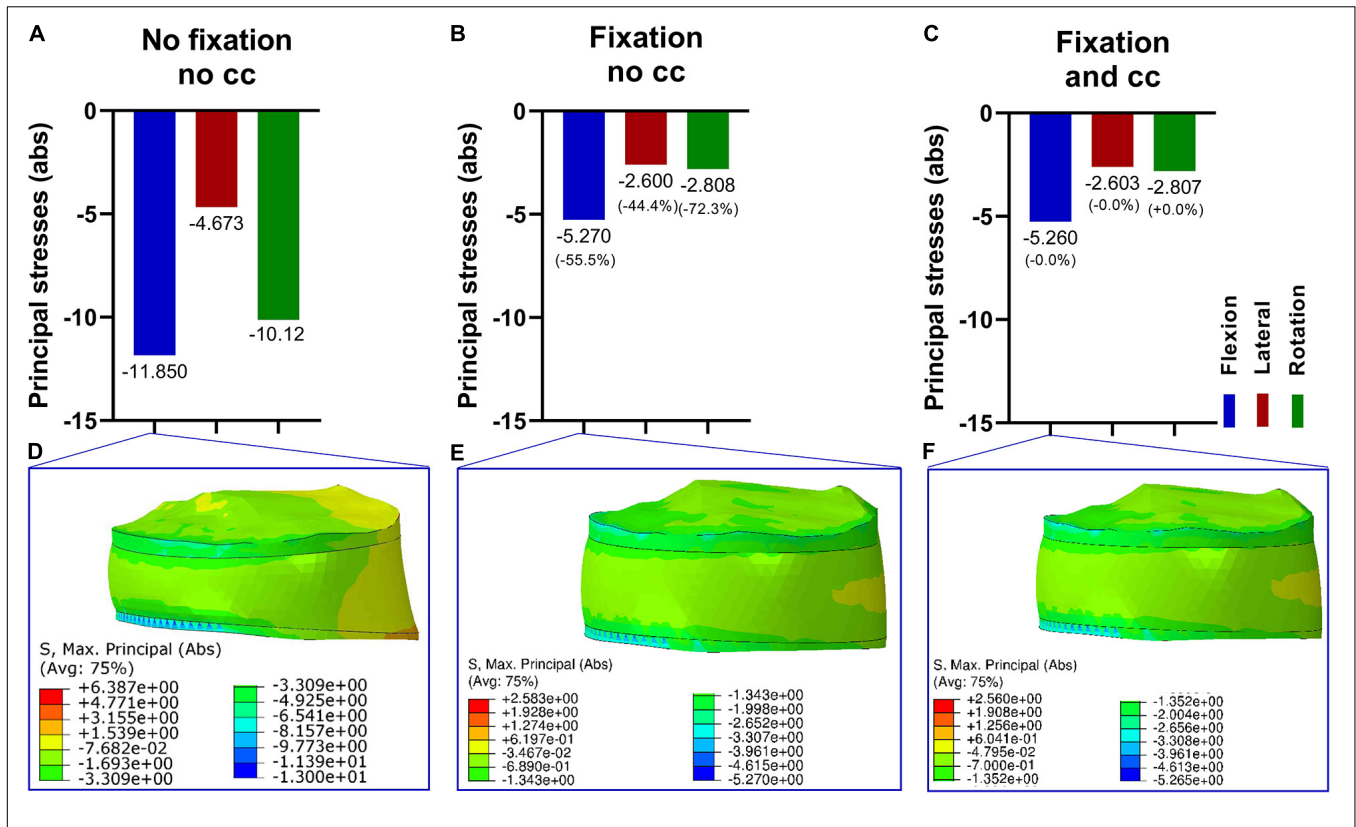 A
No fixation
no cc
Principal stresses (abs)
0
-5
-10
-15
-11.850
-4.673
-10.12
B
Fixation
no cc
Principal stresses (abs)
0
-5
-10
-15
-5.270
(-55.5%)
-2.600
(-44.4%)
-2.808
(-72.3%)
C
Fixation
and cc
Principal stresses (abs)
0
-5
-10
-15
-5.260
(-0.0%)
-2.603
(-0.0%)
-2.807
(+0.0%)
Flexion
Lateral
Rotation
D
S, Max. Principal (Abs)
(Avg: 75%)
+6.387e+00
+4.771e+00
+3.155e+00
+1.539e+00
-7.682e-02
-1.693e+00
-3.309e+00
-3.309e+00
-4.925e+00
-6.541e+00
-8.157e+00
-9.773e+00
-1.139e+01
-1.300e+01
E
S, Max. Principal (Abs)
(Avg: 75%)
+2.583e+00
+1.928e+00
+1.274e+00
+6.197e-01
-3.467e-02
-6.890e-01
-1.343e+00
-1.343e+00
-1.998e+00
-2.652e+00
-3.307e+00
-3.961e+00
-4.615e+00
-5.270e+00
F
S, Max. Principal (Abs)
(Avg: 75%)
+2.560e+00
+1.908e+00
+1.256e+00
+6.041e-01
-4.795e-02
-7.000e-01
-1.352e+00
-1.352e+00
-2.004e+00
-2.656e+00
-3.308e+00
-3.961e+00
-4.613e+00
-5.265e+00